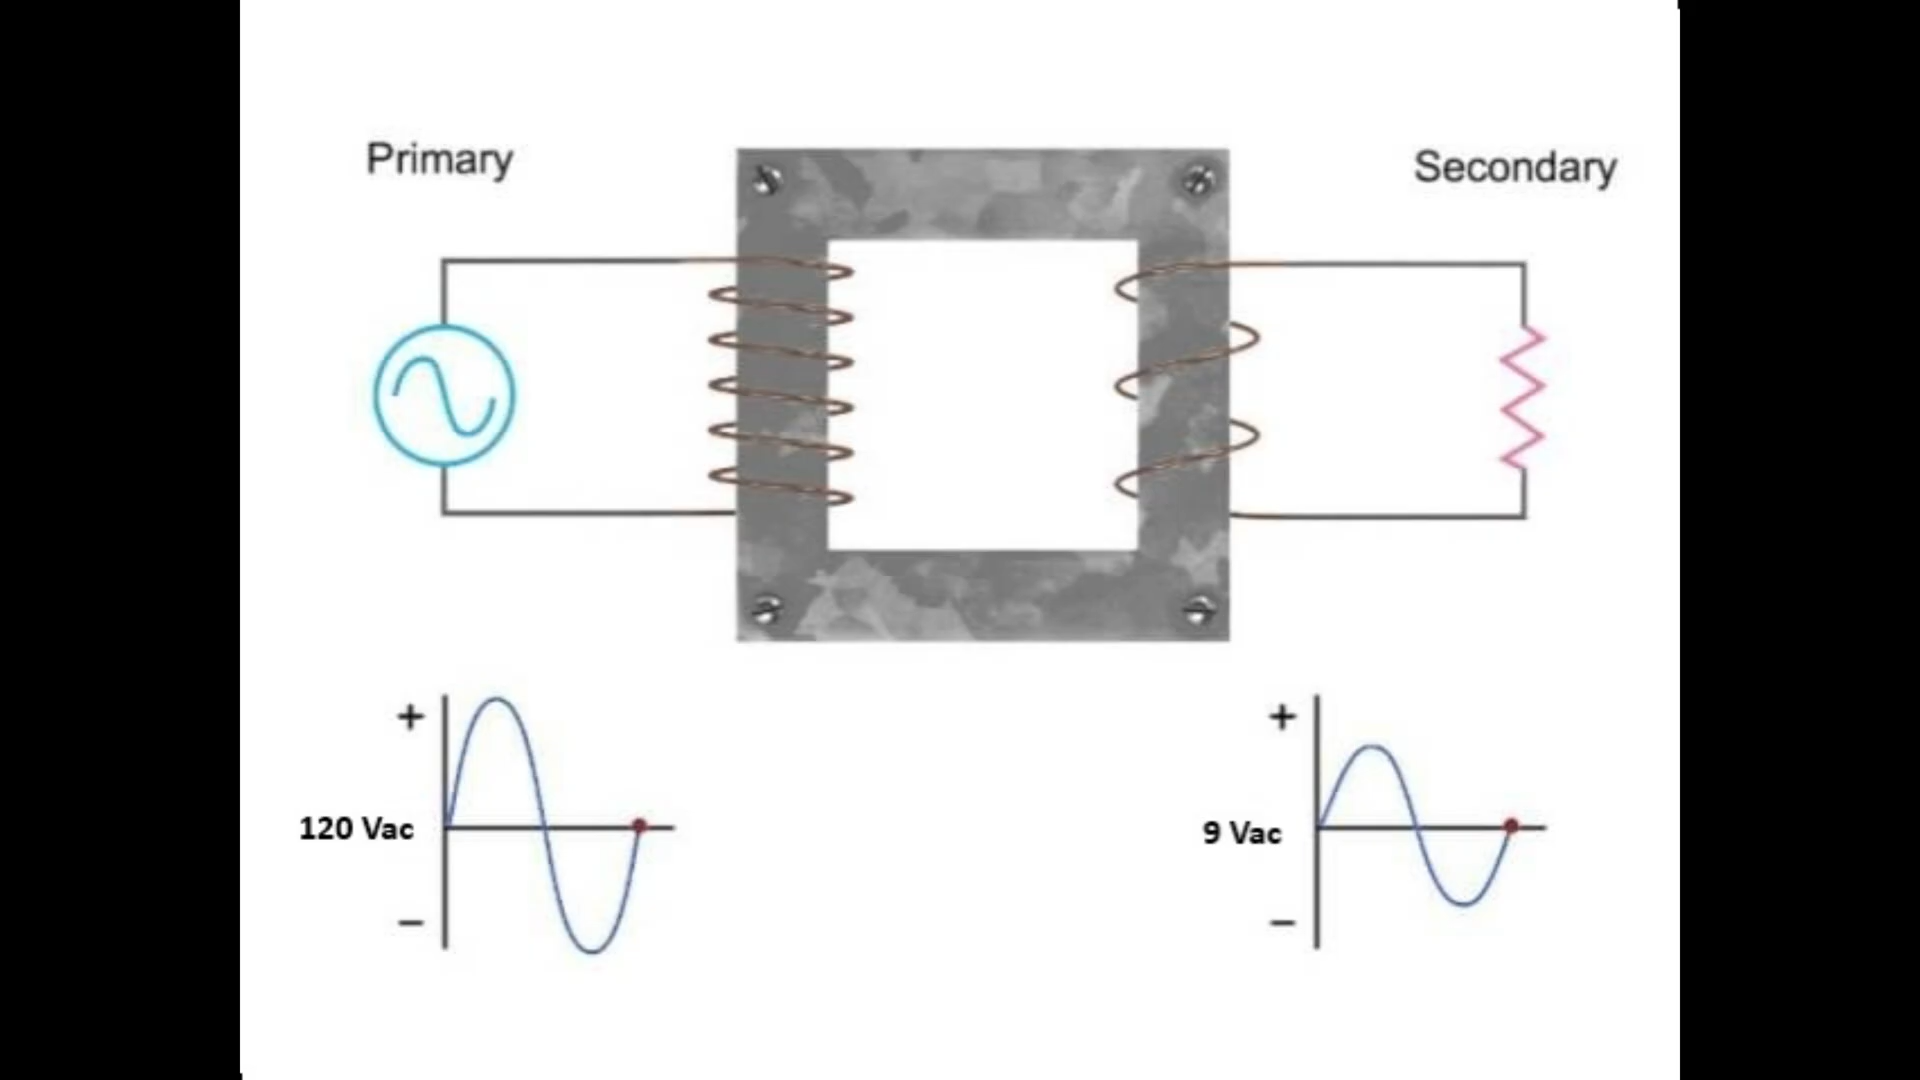 Primary
Secondary
+
120 Vac
−
+
9 Vac
−